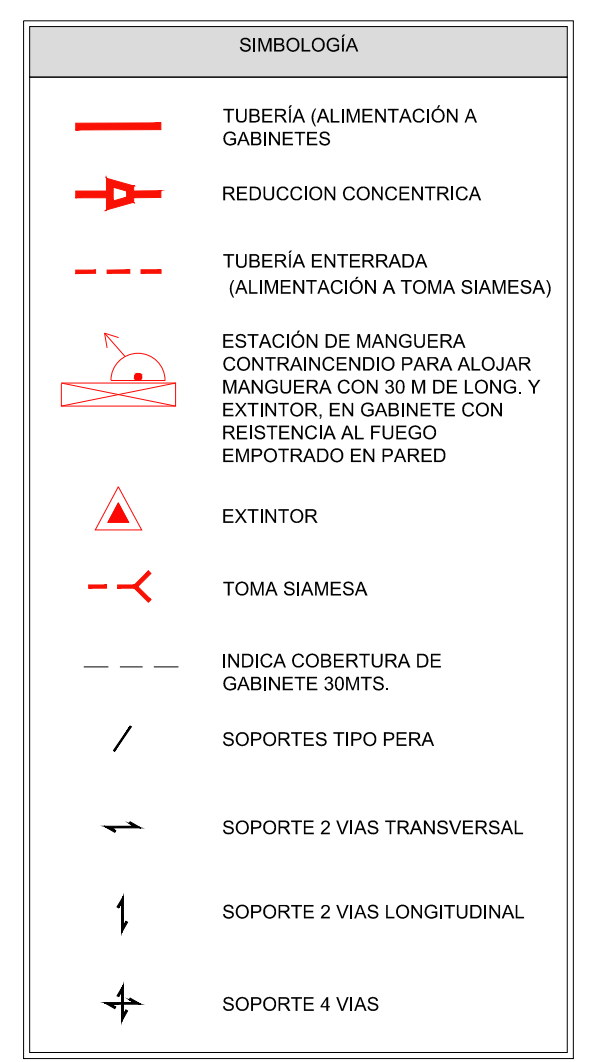 SIMBOLOGÍA
TUBERÍA (ALIMENTACIÓN A
GABINETES
REDUCCION CONCENTRICA
TUBERÍA ENTERRADA
(ALIMENTACIÓN A TOMA SIAMESA)
ESTACIÓN DE MANGUERA
CONTRAINCENDIO PARA ALOJAR
MANGUERA CON 30 M DE LONG. Y
EXTINTOR, EN GABINETE CON
REISTENCIA AL FUEGO
EMPOTRADO EN PARED
EXTINTOR
TOMA SIAMESA
INDICA COBERTURA DE
GABINETE 30MTS.
SOPORTES TIPO PERA
SOPORTE 2 VIAS TRANSVERSAL
SOPORTE 2 VIAS LONGITUDINAL
SOPORTE 4 VIAS